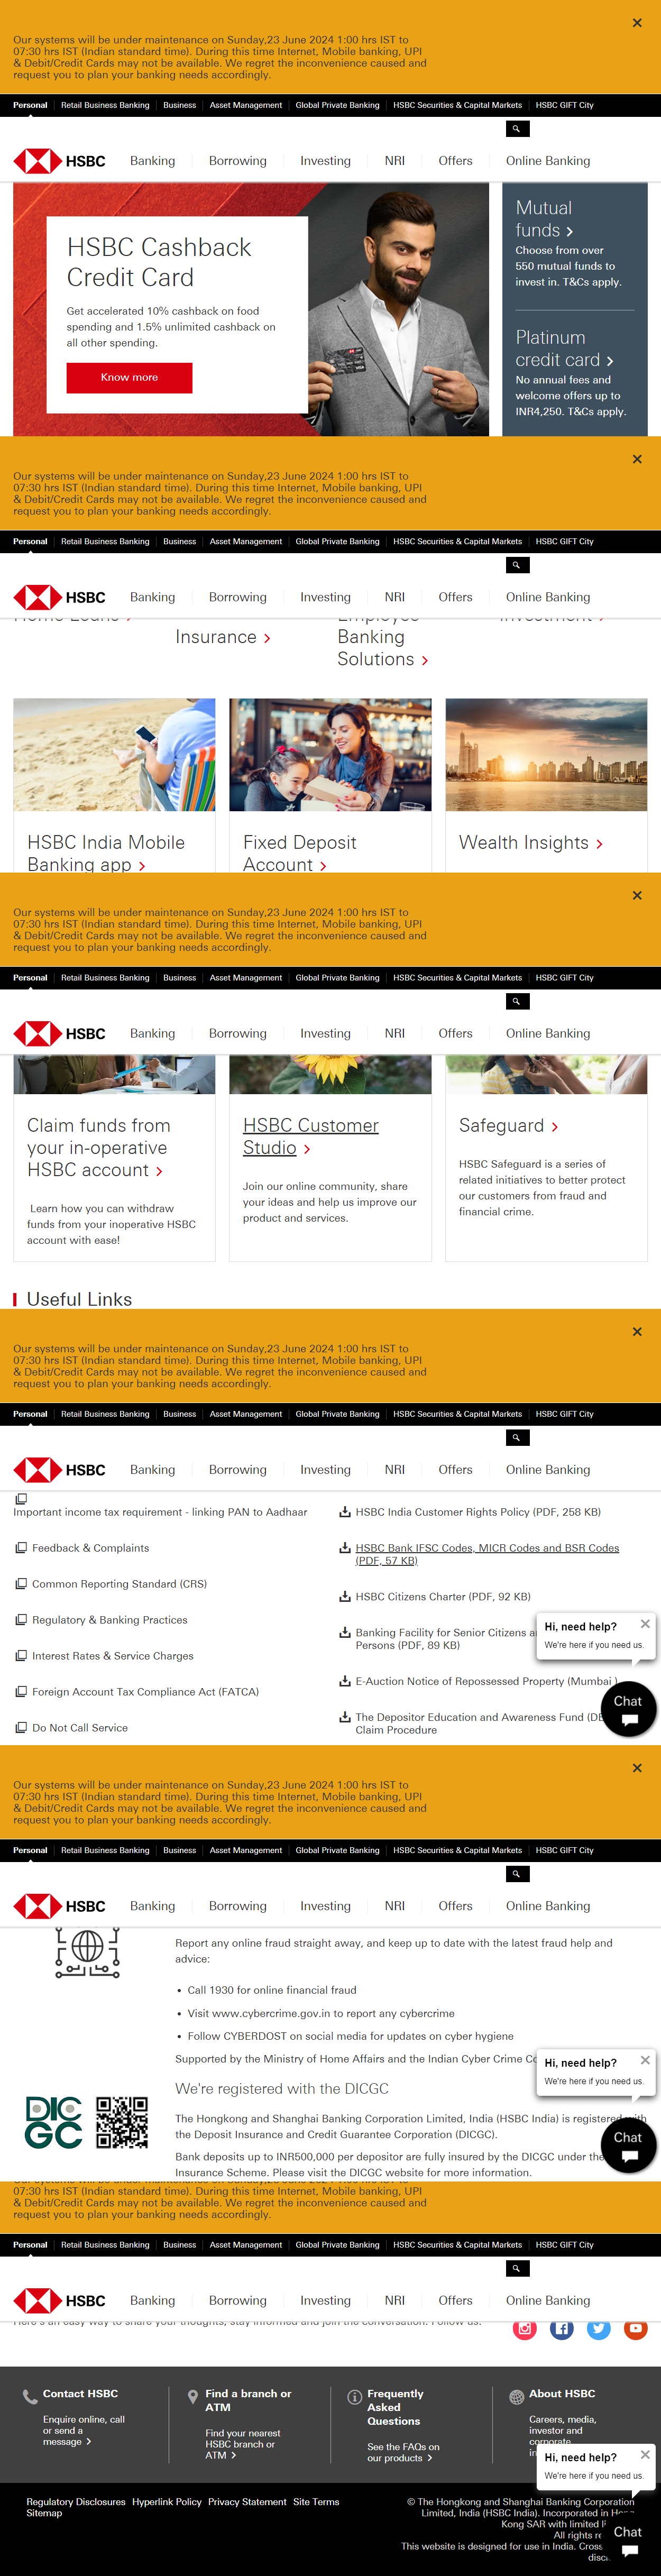 Our systems will be under maintenance on Sunday,23 June 2024 1:00 hrs IST to
07:30 hrs IST (Indian standard time). During this time Internet, Mobile banking, UPI
& Debit/Credit Cards may not be available. We regret the inconvenience caused and
request you to plan your banking needs accordingly.
Personal Retail Business Banking Business Asset Management Global Private Banking HSBC Securities & Capital Markets HSBC GIFT City
HSBC Banking Borrowing Investing NRI Offers Online Banking
HSBC Cashback
Credit Card
Get accelerated 10% cashback on food
spending and 1.5% unlimited cashback on
all other spending.
Know more
Mutual
funds
Choose from over
550 mutual funds to
invest in. T&Cs apply.
Platinum
credit card
No annual fees and
welcome offers up to
INR4,250. T&Cs apply.
Our systems will be under maintenance on Sunday,23 June 2024 1:00 hrs IST to
07:30 hrs IST (Indian standard time). During this time Internet, Mobile banking, UPI
& Debit/Credit Cards may not be available. We regret the inconvenience caused and
request you to plan your banking needs accordingly.
Personal Retail Business Banking Business Asset Management Global Private Banking HSBC Securities & Capital Markets HSBC GIFT City
HSBC Banking Borrowing Investing NRI Offers Online Banking
Home Loans
Insurance
Employee
Banking
Solutions
Investment
HSBC India Mobile
Banking app
Fixed Deposit
Account
Wealth Insights
Our systems will be under maintenance on Sunday,23 June 2024 1:00 hrs IST to
07:30 hrs IST (Indian standard time). During this time Internet, Mobile banking, UPI
& Debit/Credit Cards may not be available. We regret the inconvenience caused and
request you to plan your banking needs accordingly.
Personal Retail Business Banking Business Asset Management Global Private Banking HSBC Securities & Capital Markets HSBC GIFT City
HSBC Banking Borrowing Investing NRI Offers Online Banking
Claim funds from
your in-operative
HSBC account
Learn how you can withdraw
funds from your inoperative HSBC
account with ease!
HSBC Customer
Studio
Join our online community, share
your ideas and help us improve our
product and services.
Safeguard
HSBC Safeguard is a series of
related initiatives to better protect
our customers from fraud and
financial crime.
Useful Links
Our systems will be under maintenance on Sunday,23 June 2024 1:00 hrs IST to
07:30 hrs IST (Indian standard time). During this time Internet, Mobile banking, UPI
& Debit/Credit Cards may not be available. We regret the inconvenience caused and
request you to plan your banking needs accordingly.
Personal Retail Business Banking Business Asset Management Global Private Banking HSBC Securities & Capital Markets HSBC GIFT City
HSBC Banking Borrowing Investing NRI Offers Online Banking
Important income tax requirement - linking PAN to Aadhaar
Feedback & Complaints
Common Reporting Standard (CRS)
Regulatory & Banking Practices
Interest Rates & Service Charges
Foreign Account Tax Compliance Act (FATCA)
Do Not Call Service
HSBC India Customer Rights Policy (PDF, 258 KB)
HSBC Bank IFSC Codes, MICR Codes and BSR Codes
(PDF, 57 KB)
HSBC Citizens Charter (PDF, 92 KB)
Banking Facility for Senior Citizens
Persons (PDF, 89 KB)
E-Auction Notice of Repossessed Property (Mumbai )
The Depositor Education and Awareness Fund
Claim Procedure
Hi, need help?
We're here if you need us.
Chat
Our systems will be under maintenance on Sunday,23 June 2024 1:00 hrs IST to
07:30 hrs IST (Indian standard time). During this time Internet, Mobile banking, UPI
& Debit/Credit Cards may not be available. We regret the inconvenience caused and
request you to plan your banking needs accordingly.
Personal Retail Business Banking Business Asset Management Global Private Banking HSBC Securities & Capital Markets HSBC GIFT City
HSBC Banking Borrowing Investing NRI Offers Online Banking
Report any online fraud straight away, and keep up to date with the latest fraud help and
advice:
• Call 1930 for online financial fraud
• Visit www.cybercrime.gov.in to report any cybercrime
• Follow CYBERDOST on social media for updates on cyber hygiene
Supported by the Ministry of Home Affairs and the Indian Cyber Crime
Hi, need help?
We're here if you need us.
Chat
DICGC
We're registered with the DICGC
The Hongkong and Shanghai Banking Corporation Limited, India (HSBC India) is registered with
the Deposit Insurance and Credit Guarantee Corporation (DICGC).
Bank deposits up to INR500,000 per depositor are fully insured by the DICGC under the
Insurance Scheme. Please visit the DICGC website for more information.
Our systems will be under maintenance on Sunday,23 June 2024 1:00 hrs IST to
07:30 hrs IST (Indian standard time). During this time Internet, Mobile banking, UPI
& Debit/Credit Cards may not be available. We regret the inconvenience caused and
request you to plan your banking needs accordingly.
Personal Retail Business Banking Business Asset Management Global Private Banking HSBC Securities & Capital Markets HSBC GIFT City
HSBC Banking Borrowing Investing NRI Offers Online Banking
Here's an easy way to share your thoughts, stay informed and join the conversation. Follow us:
Contact HSBC
Enquire online, call
or send a
message
Find a branch or
ATM
Find your nearest
HSBC branch or
ATM
Frequently
Asked
Questions
See the FAQs on
our products
About HSBC
Careers, media,
investor and
corporate
Hi, need help?
We're here if you need us.
Chat
Regulatory Disclosures Hyperlink Policy Privacy Statement Site Terms
Sitemap
© The Hongkong and Shanghai Banking Corporation
Limited, India (HSBC India). Incorporated in Hong
Kong SAR with limited
All rights
This website is designed for use in India.